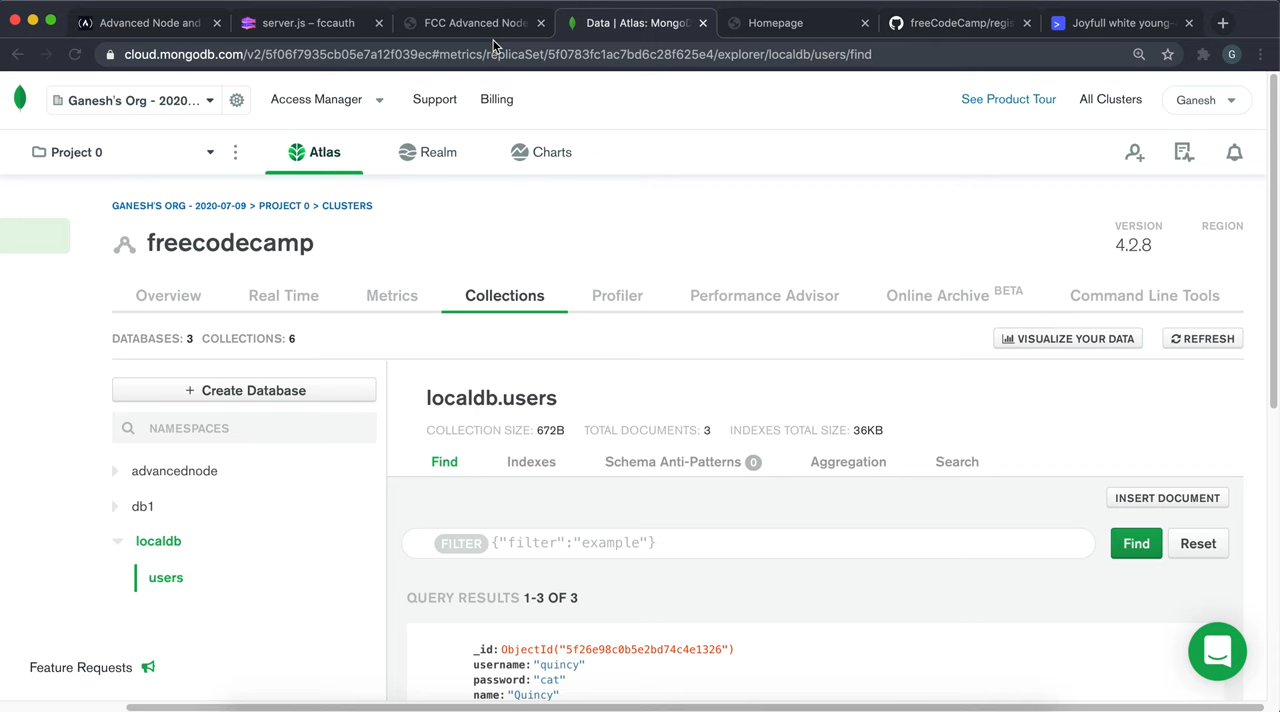 Advanced Node and
server.js – fccauth
FCC Advanced Node
Data | Atlas: MongoD
Homepage
freeCodeCamp/regis
Joyfull white young-
cloud.mongodb.com/v2/5f06f7935cb05e7a12f039ec#metrics/replicaSet/5f0783fc1ac7bd6c28f625e4/explorer/localdb/users/find
G
Ganesh's Org - 2020...
Access Manager
Support
Billing
See Product Tour
All Clusters
Ganesh
Project 0
Atlas
Realm
Charts
GANESH'S ORG - 2020-07-09 > PROJECT 0 > CLUSTERS
freecodecamp
VERSION
REGION
4.2.8
Overview
Real Time
Metrics
Collections
Profiler
Performance Advisor
Online Archive BETA
Command Line Tools
DATABASES: 3 COLLECTIONS: 6
VISUALIZE YOUR DATA
REFRESH
+ Create Database
NAMESPACES
advancednode
db1
localdb
users
Feature Requests
localdb.users
COLLECTION SIZE: 672B TOTAL DOCUMENTS: 3 INDEXES TOTAL SIZE: 36KB
Find
Indexes
Schema Anti-Patterns 0
Aggregation
Search
INSERT DOCUMENT
FILTER {"filter":"example"}
Find
Reset
QUERY RESULTS 1-3 OF 3
_id: ObjectId("5f26e98c0b5e2bd74c4e1326")
username: "quincy"
password: "cat"
name: "Quincy"